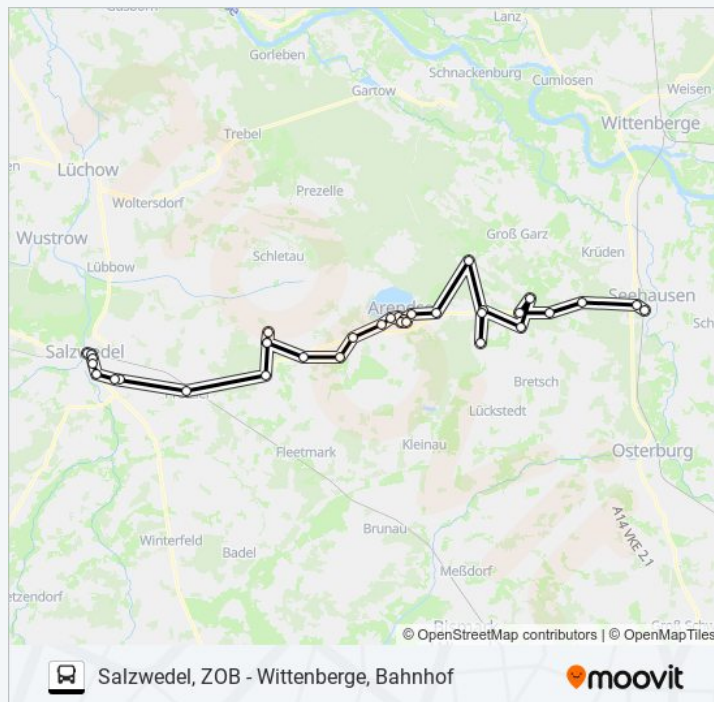 Gorleben
Lanz
Schnackenburg
Cumlosen
Weisen
Gartow
Wittenberge
Trebel
Lüchow
Prezelle
Woltersdorf
Groß Garz
Wustrow
Schletau
Krüden
Lübbow
Seehausen
Salzwedel
Bretsch
Lückstedt
Kleinau
Fleetmark
Osterburg
A14 VKE 2.1
Winterfeld
Badel
Brunau
Meßdorf
© OpenStreetMap contributors | © OpenMapTiles
Salzwedel, ZOB - Wittenberge, Bahnhof
moovit